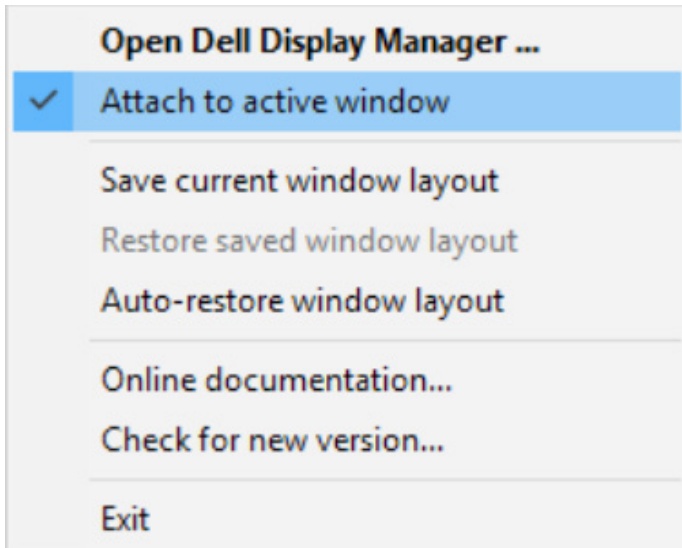 Open Dell Display Manager ...
Attach to active window
Save current window layout
Restore saved window layout
Auto-restore window layout
Online documentation...
Check for new version...
Exit